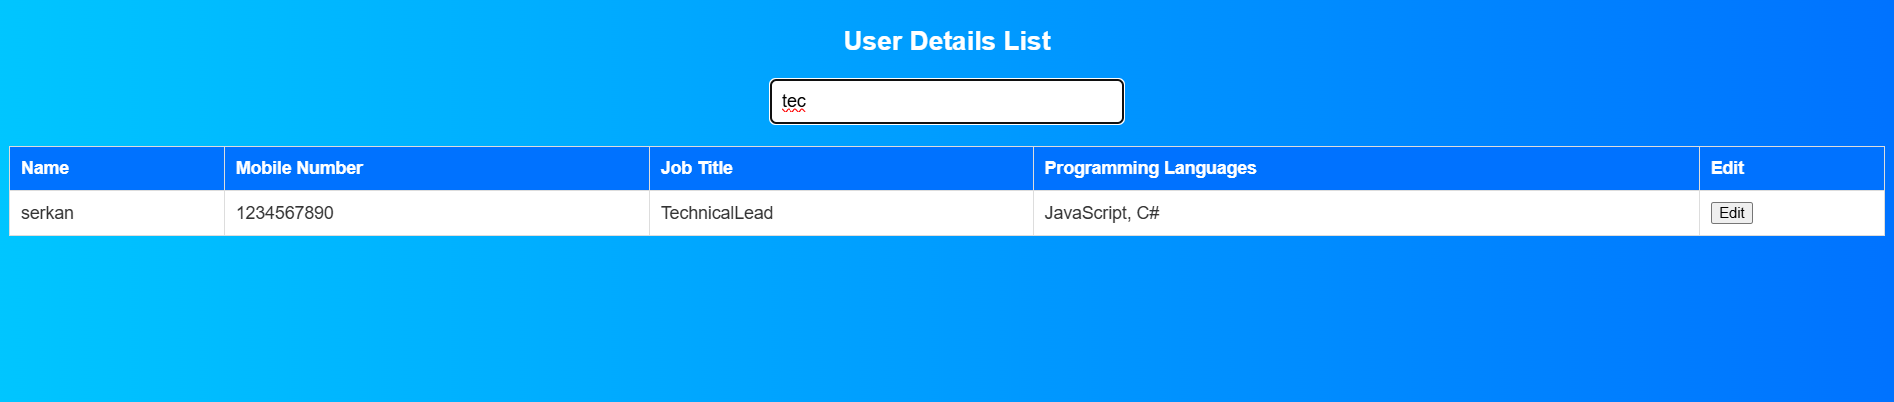 User Details List
tec
Name Mobile Number Job Title Programming Languages Edit
serkan 1234567890 TechnicalLead JavaScript, C# Edit